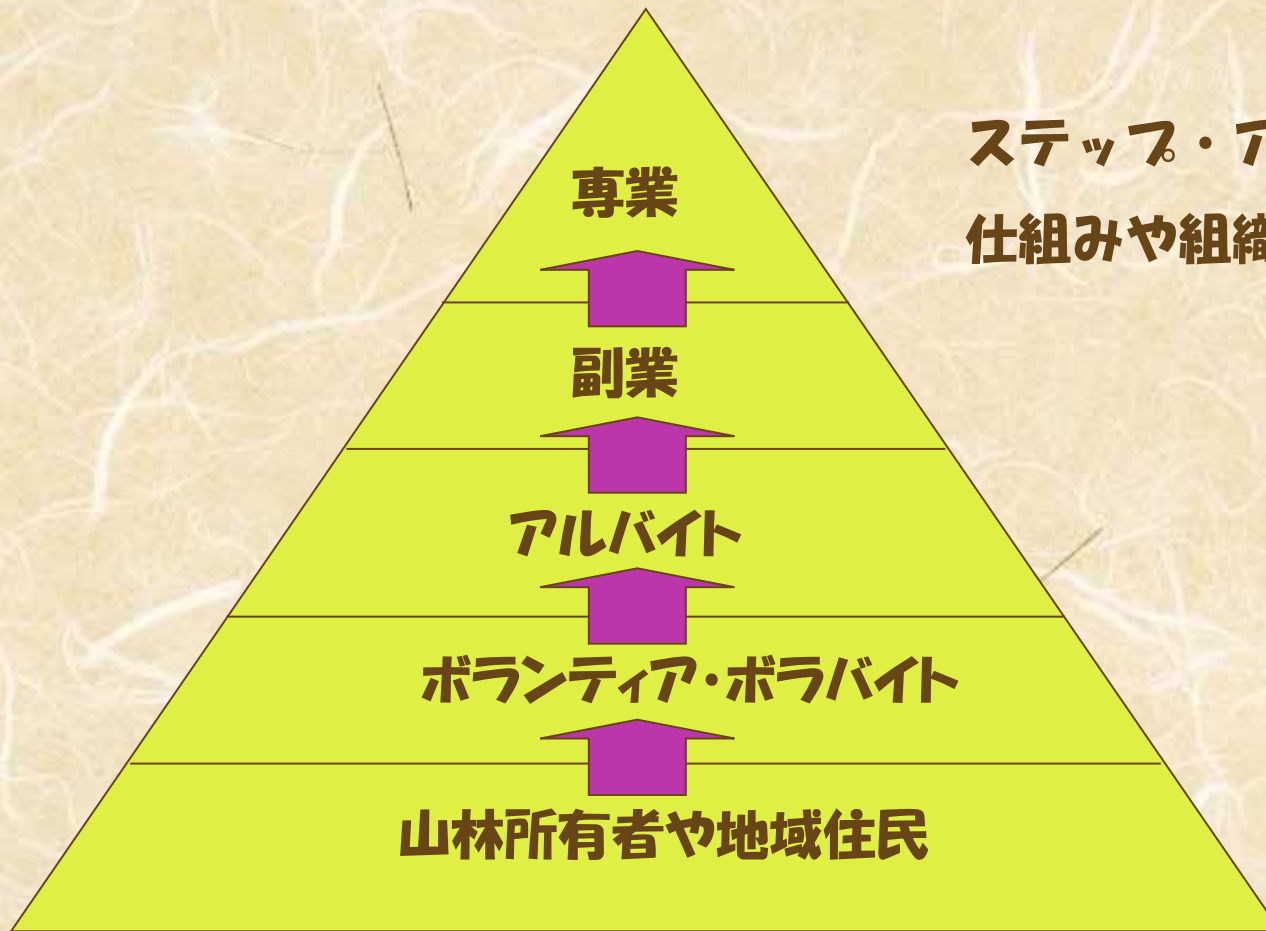 ステップ・ア
仕組みや組織
専業
副業
アルバイト
ボランティア・ボラバイト
山林所有者や地域住民